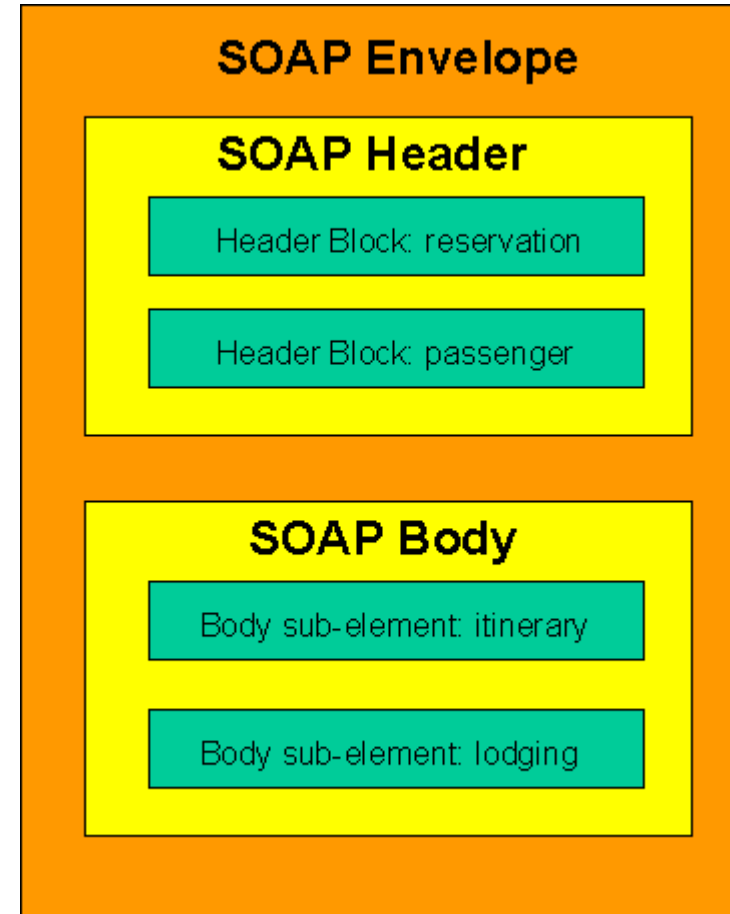 SOAP Envelope
SOAP Header
Header Block: reservation
Header Block: passenger
SOAP Body
Body sub-element: itinerary
Body sub-element: lodging